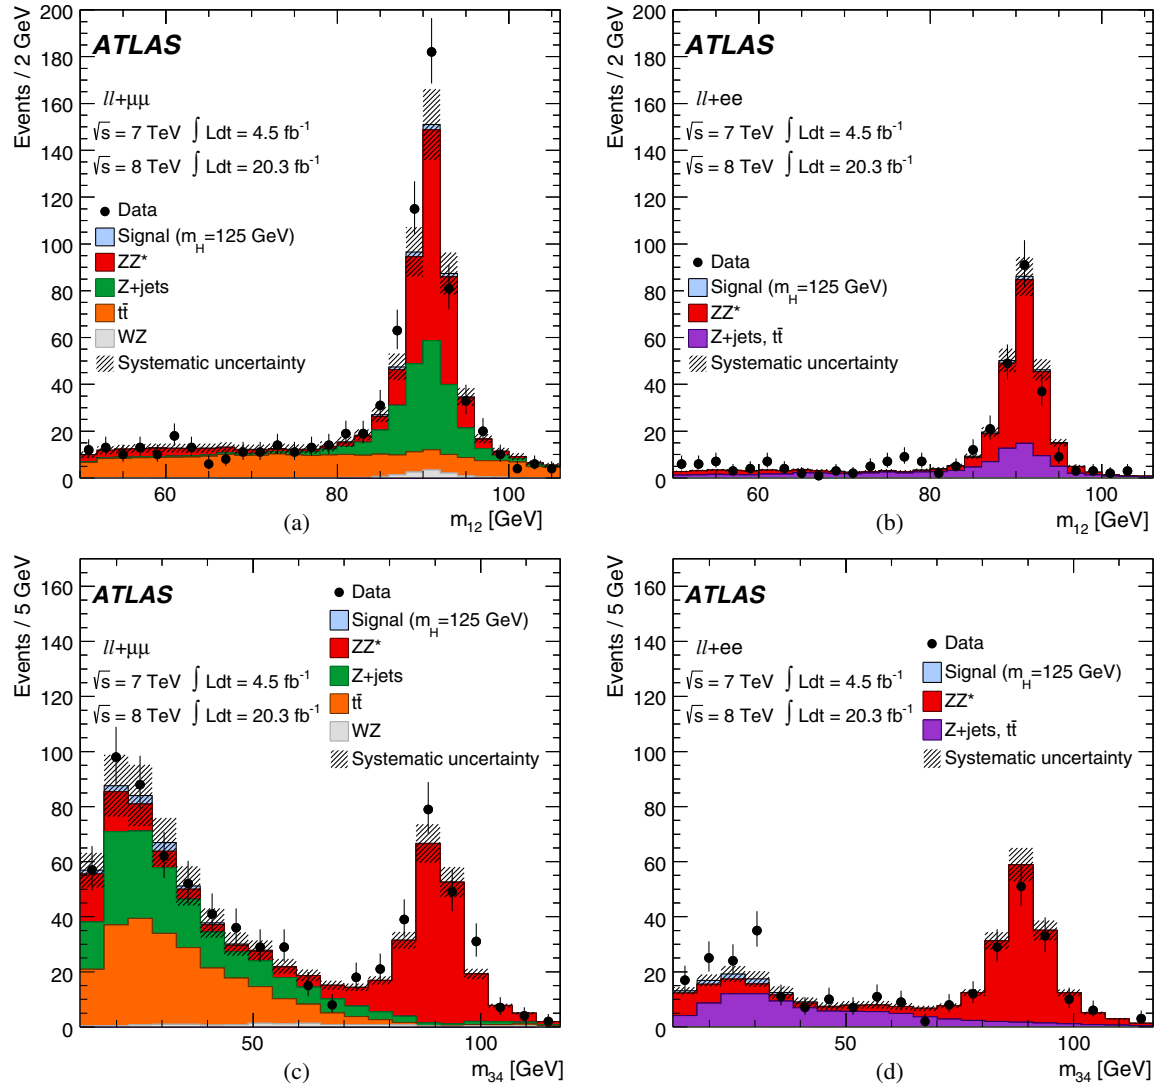 Events / 2 GeV
200
180
160
140
120
100
80
60
40
20
0
ATLAS
ll+μμ
√s = 7 TeV ∫ Ldt = 4.5 fb⁻¹
√s = 8 TeV ∫ Ldt = 20.3 fb⁻¹
Data
Signal (m_H=125 GeV)
ZZ*
Z+jets
tt̄
WZ
Systematic uncertainty
60
80
100
m₁₂ [GeV]
(a)
Events / 2 GeV
200
180
160
140
120
100
80
60
40
20
0
ATLAS
ll+ee
√s = 7 TeV ∫ Ldt = 4.5 fb⁻¹
√s = 8 TeV ∫ Ldt = 20.3 fb⁻¹
Data
Signal (m_H=125 GeV)
ZZ*
Z+jets, tt̄
Systematic uncertainty
60
80
100
m₁₂ [GeV]
(b)
Events / 5 GeV
160
140
120
100
80
60
40
20
0
ATLAS
ll+μμ
√s = 7 TeV ∫ Ldt = 4.5 fb⁻¹
√s = 8 TeV ∫ Ldt = 20.3 fb⁻¹
Data
Signal (m_H=125 GeV)
ZZ*
Z+jets
tt̄
WZ
Systematic uncertainty
50
100
m₃₄ [GeV]
(c)
Events / 5 GeV
160
140
120
100
80
60
40
20
0
ATLAS
ll+ee
√s = 7 TeV ∫ Ldt = 4.5 fb⁻¹
√s = 8 TeV ∫ Ldt = 20.3 fb⁻¹
Data
Signal (m_H=125 GeV)
ZZ*
Z+jets, tt̄
Systematic uncertainty
50
100
m₃₄ [GeV]
(d)